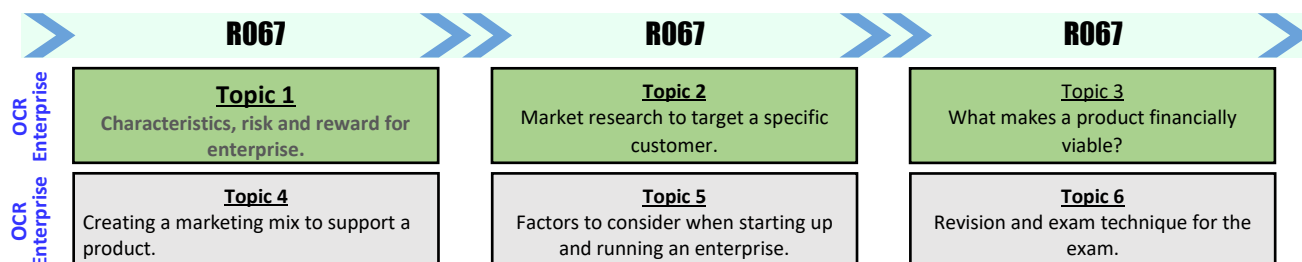 R067
R067
R067
OCR
Enterprise
Topic 1
Characteristics, risk and reward for
enterprise.
Topic 2
Market research to target a specific
customer.
Topic 3
What makes a product financially
viable?
OCR
Enterprise
Topic 4
Creating a marketing mix to support a
product.
Topic 5
Factors to consider when starting up
and running an enterprise.
Topic 6
Revision and exam technique for the
exam.